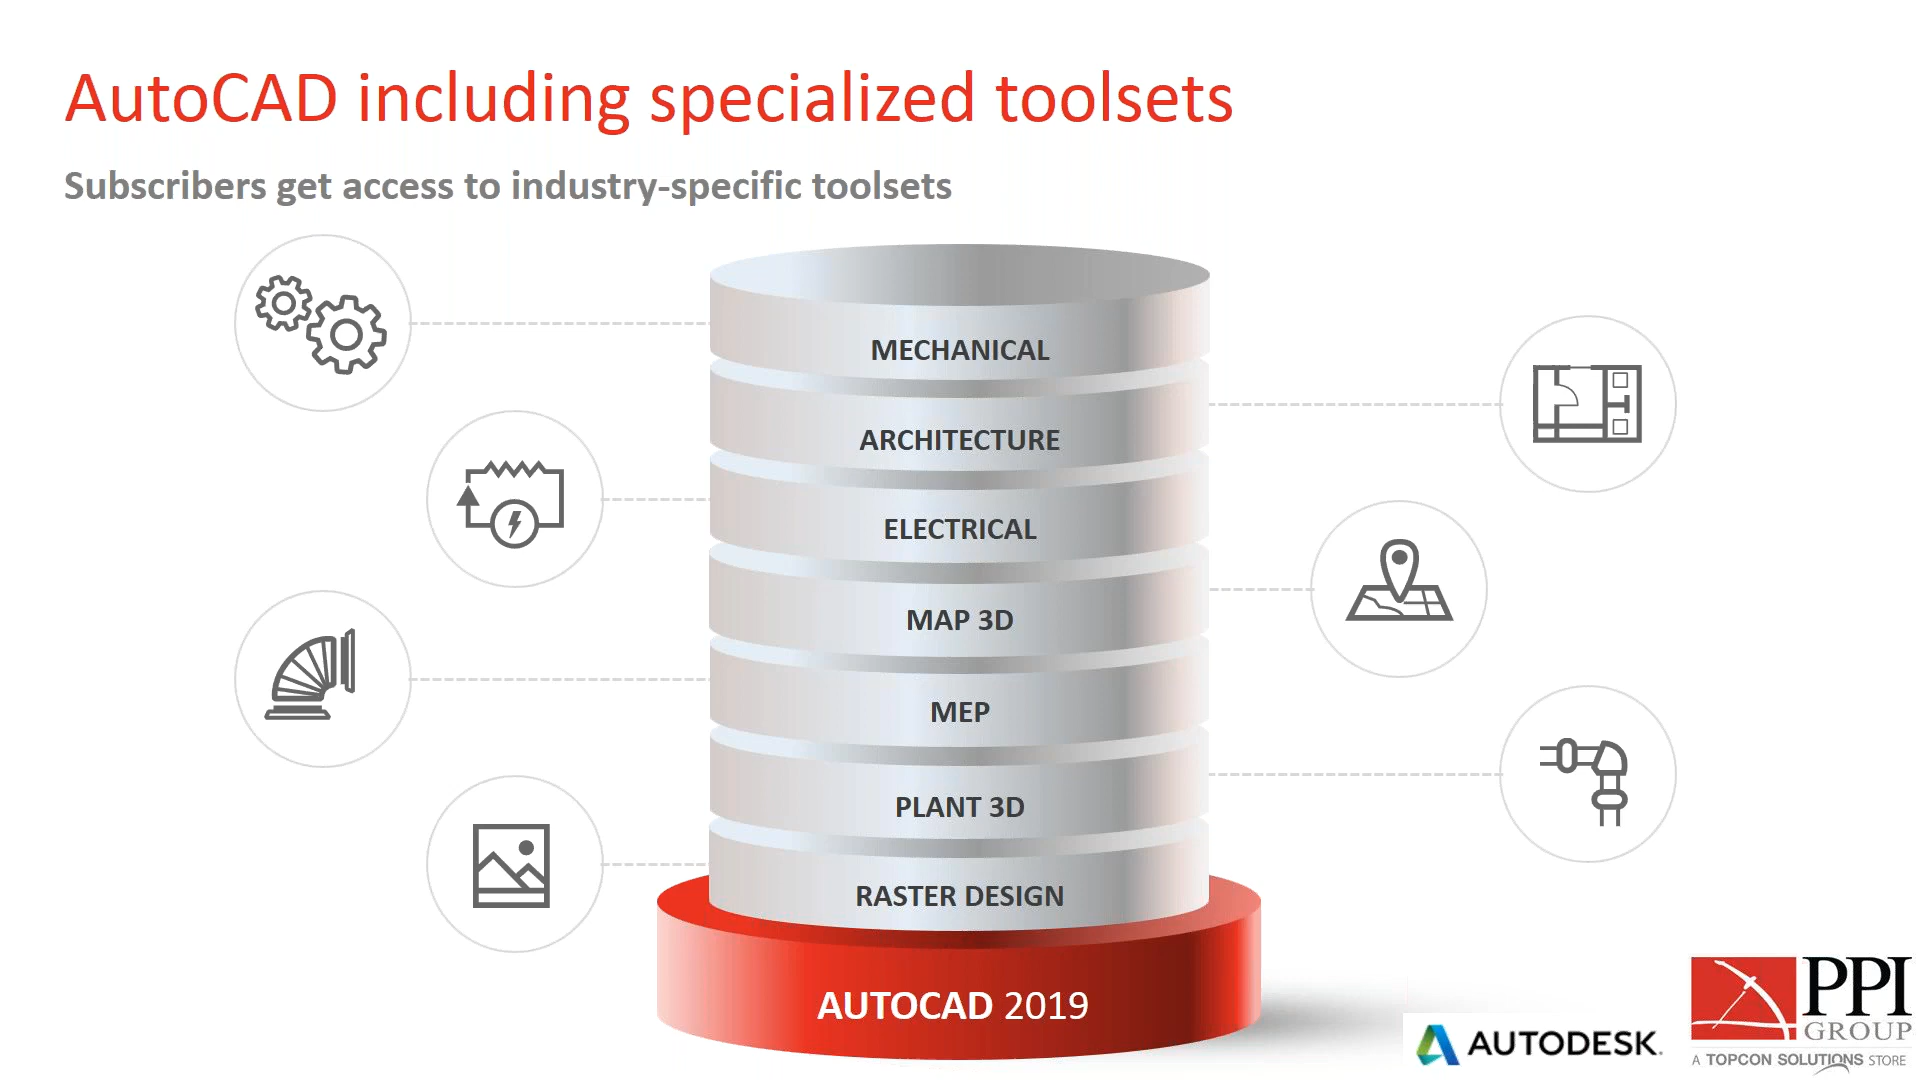 AutoCAD including specialized toolsets
Subscribers get access to industry-specific toolsets
MECHANICAL
ARCHITECTURE
ELECTRICAL
MAP 3D
MEP
PLANT 3D
RASTER DESIGN
AUTOCAD 2019
AUTODESK.
PPI
GROUP
A TOPCON SOLUTIONS STORE